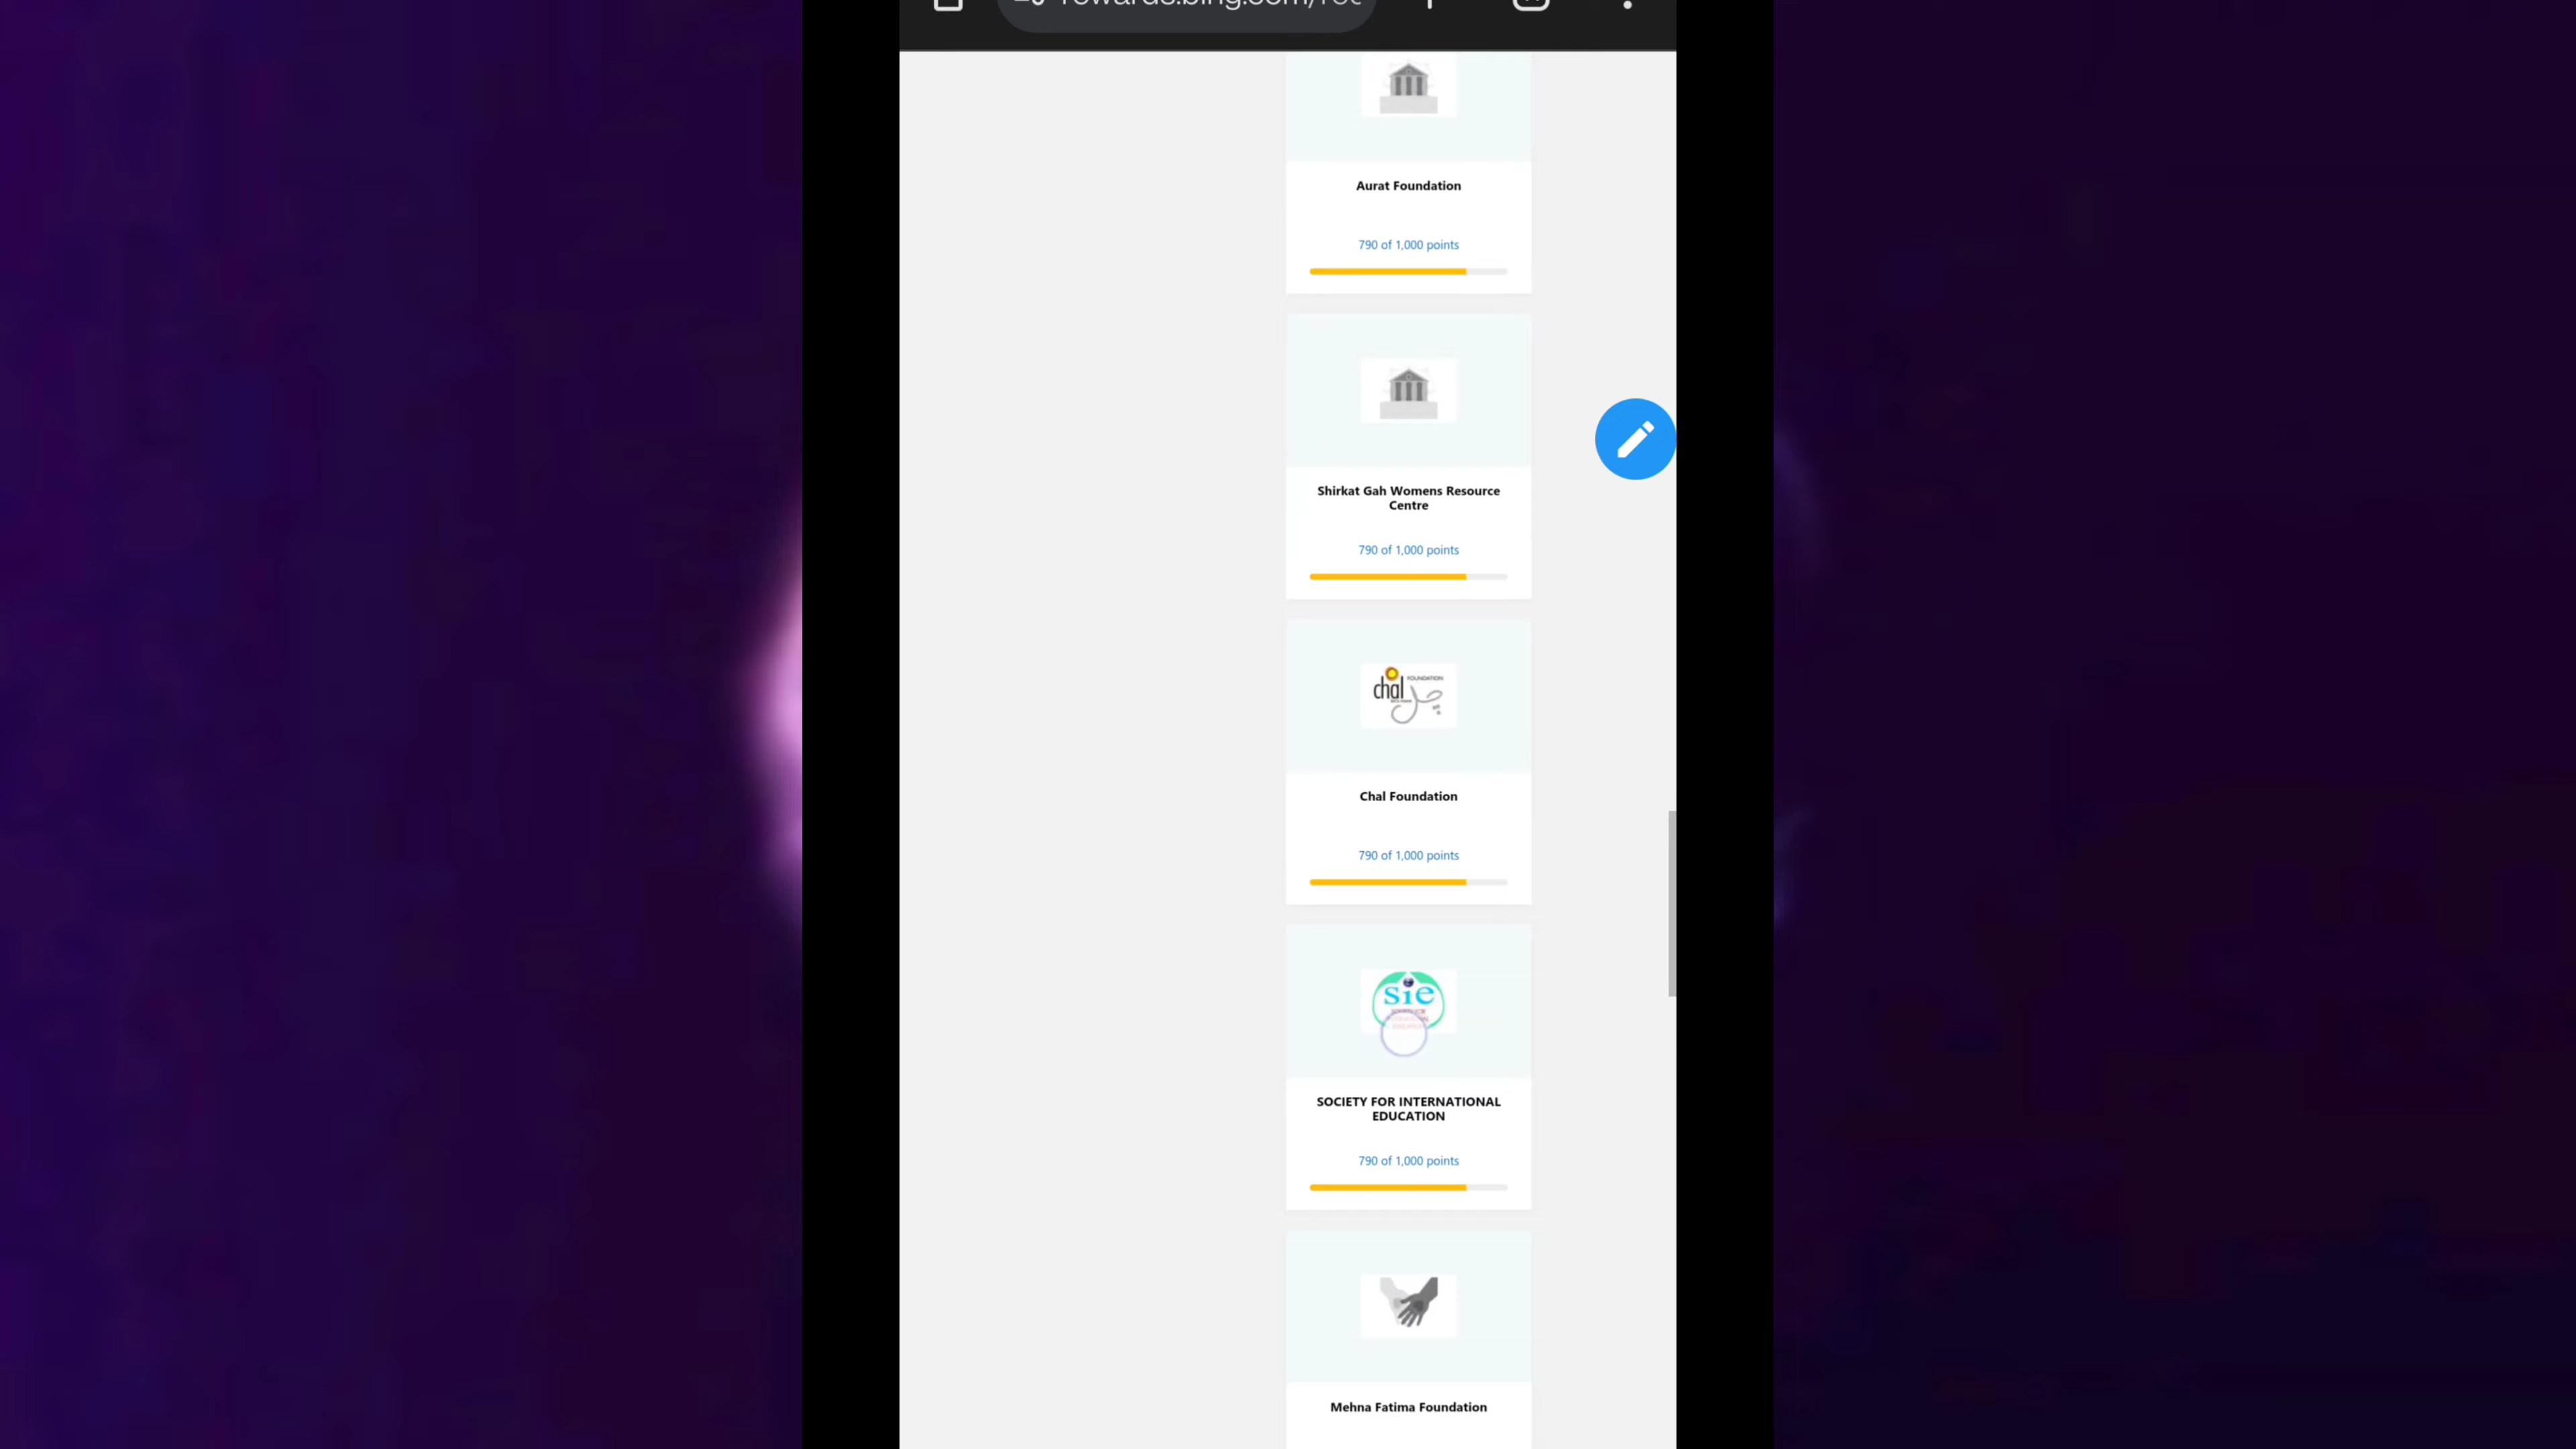 Aurat Foundation
790 of 1,000 points
Shirkat Gah Womens Resource
Centre
790 of 1,000 points
chal FOUNDATION
چل
Chal Foundation
790 of 1,000 points
sie
SOCIETY FOR INTERNATIONAL
EDUCATION
790 of 1,000 points
Mehna Fatima Foundation